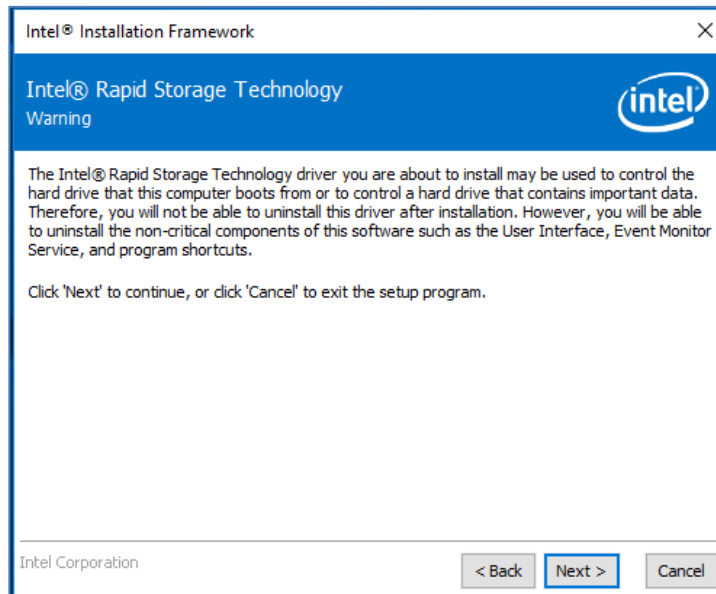 Intel® Installation Framework
Intel® Rapid Storage Technology
Warning
intel
The Intel® Rapid Storage Technology driver you are about to install may be used to control the
hard drive that this computer boots from or to control a hard drive that contains important data.
Therefore, you will not be able to uninstall this driver after installation. However, you will be able
to uninstall the non-critical components of this software such as the User Interface, Event Monitor
Service, and program shortcuts.
Click 'Next' to continue, or click 'Cancel' to exit the setup program.
Intel Corporation
< Back Next > Cancel